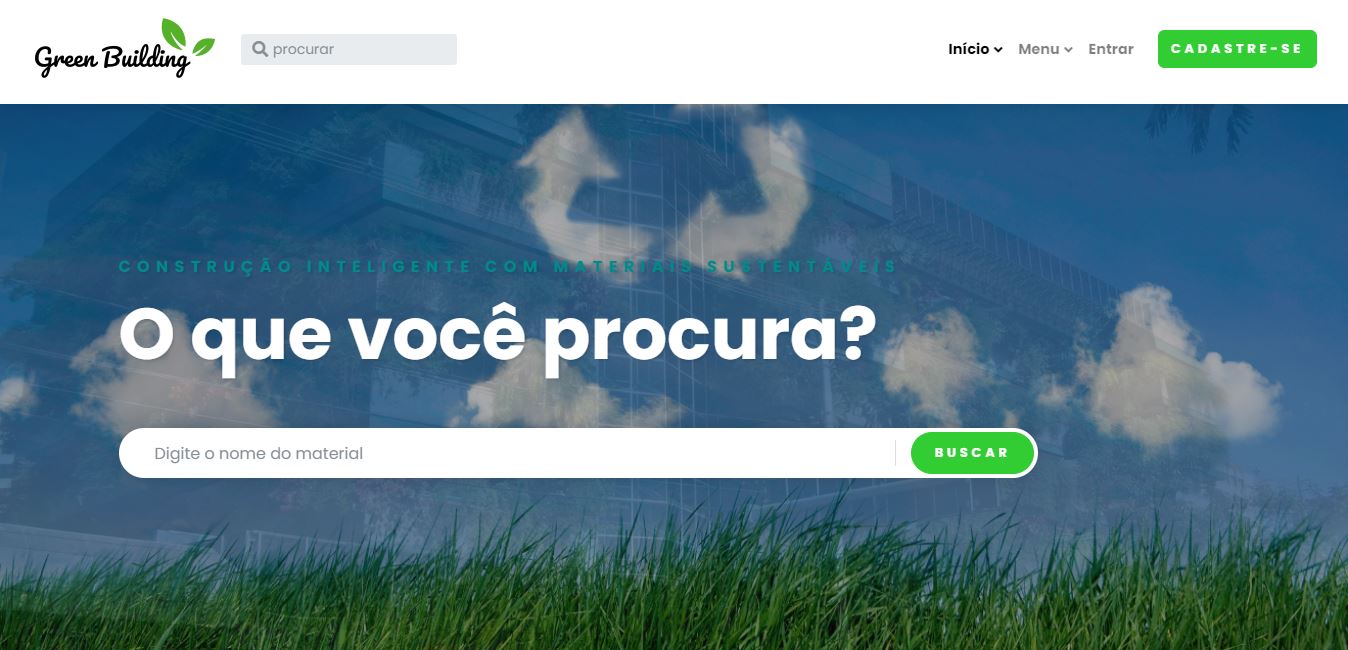 Green Building
procurar
Início
Menu
Entrar
CADASTRE-SE
CONSTRUÇÃO INTELIGENTE COM MATERIAIS SUSTENTÁVEIS
O que você procura?
Digite o nome do material
BUSCAR